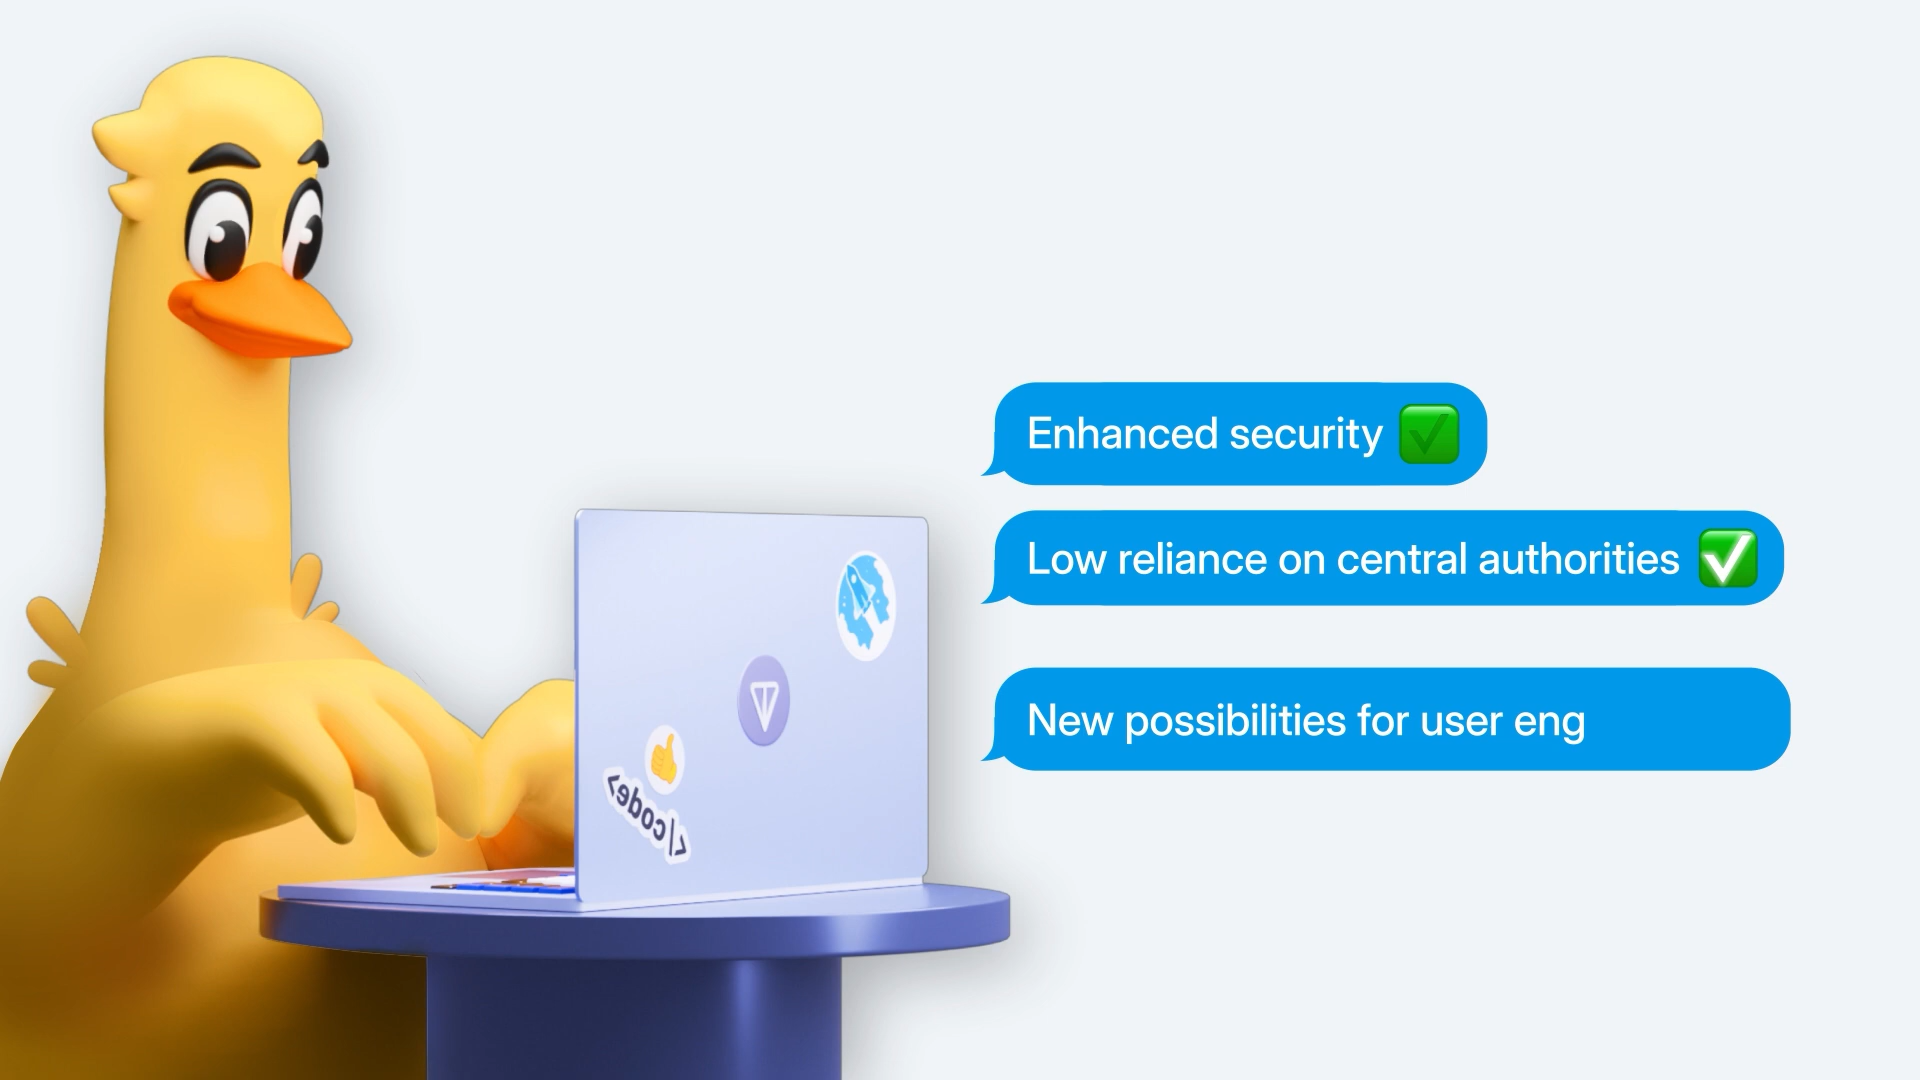 Enhanced security ✅
Low reliance on central authorities ✅
New possibilities for user eng
</code>